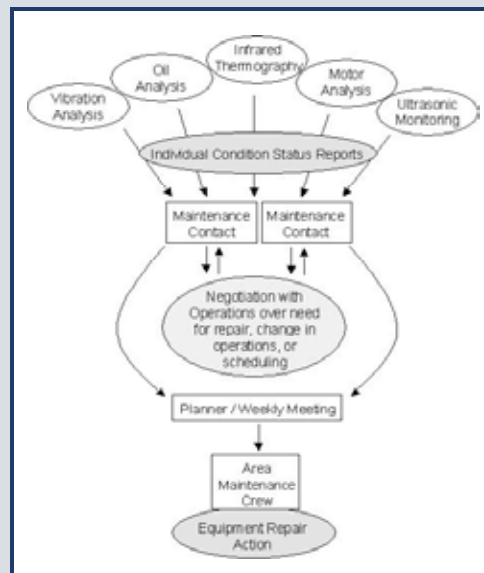 Infrared
Thermography
Oil
Analysis
Motor
Analysis
Vibration
Analysis
Ultrasonic
Monitoring
Individual Condition Status Reports
Maintenance
Contact
Maintenance
Contact
Negotiation with
Operations over need
for repair, change in
operations, or
scheduling
Planner / Weekly Meeting
Area
Maintenance
Crew
Equipment Repair
Action